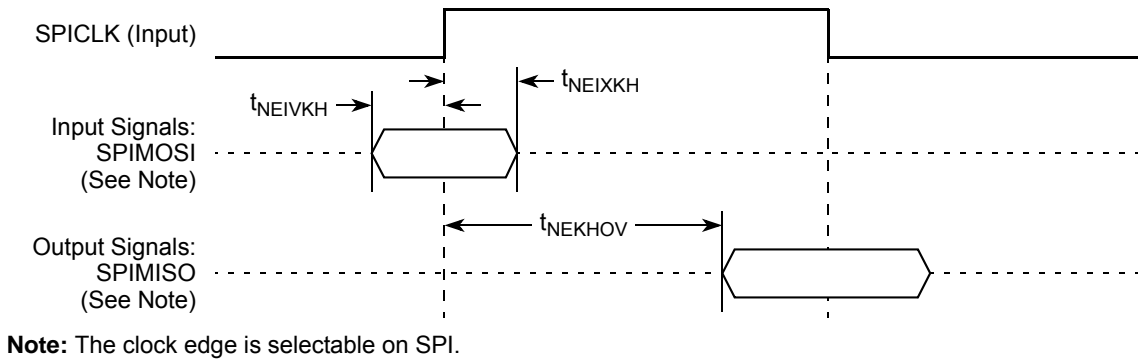 SPICLK (Input)
tNEIXKH
tNEIVKH
Input Signals:
SPIMOSI
(See Note)
tNEKHOV
Output Signals:
SPIMISO
(See Note)
Note: The clock edge is selectable on SPI.